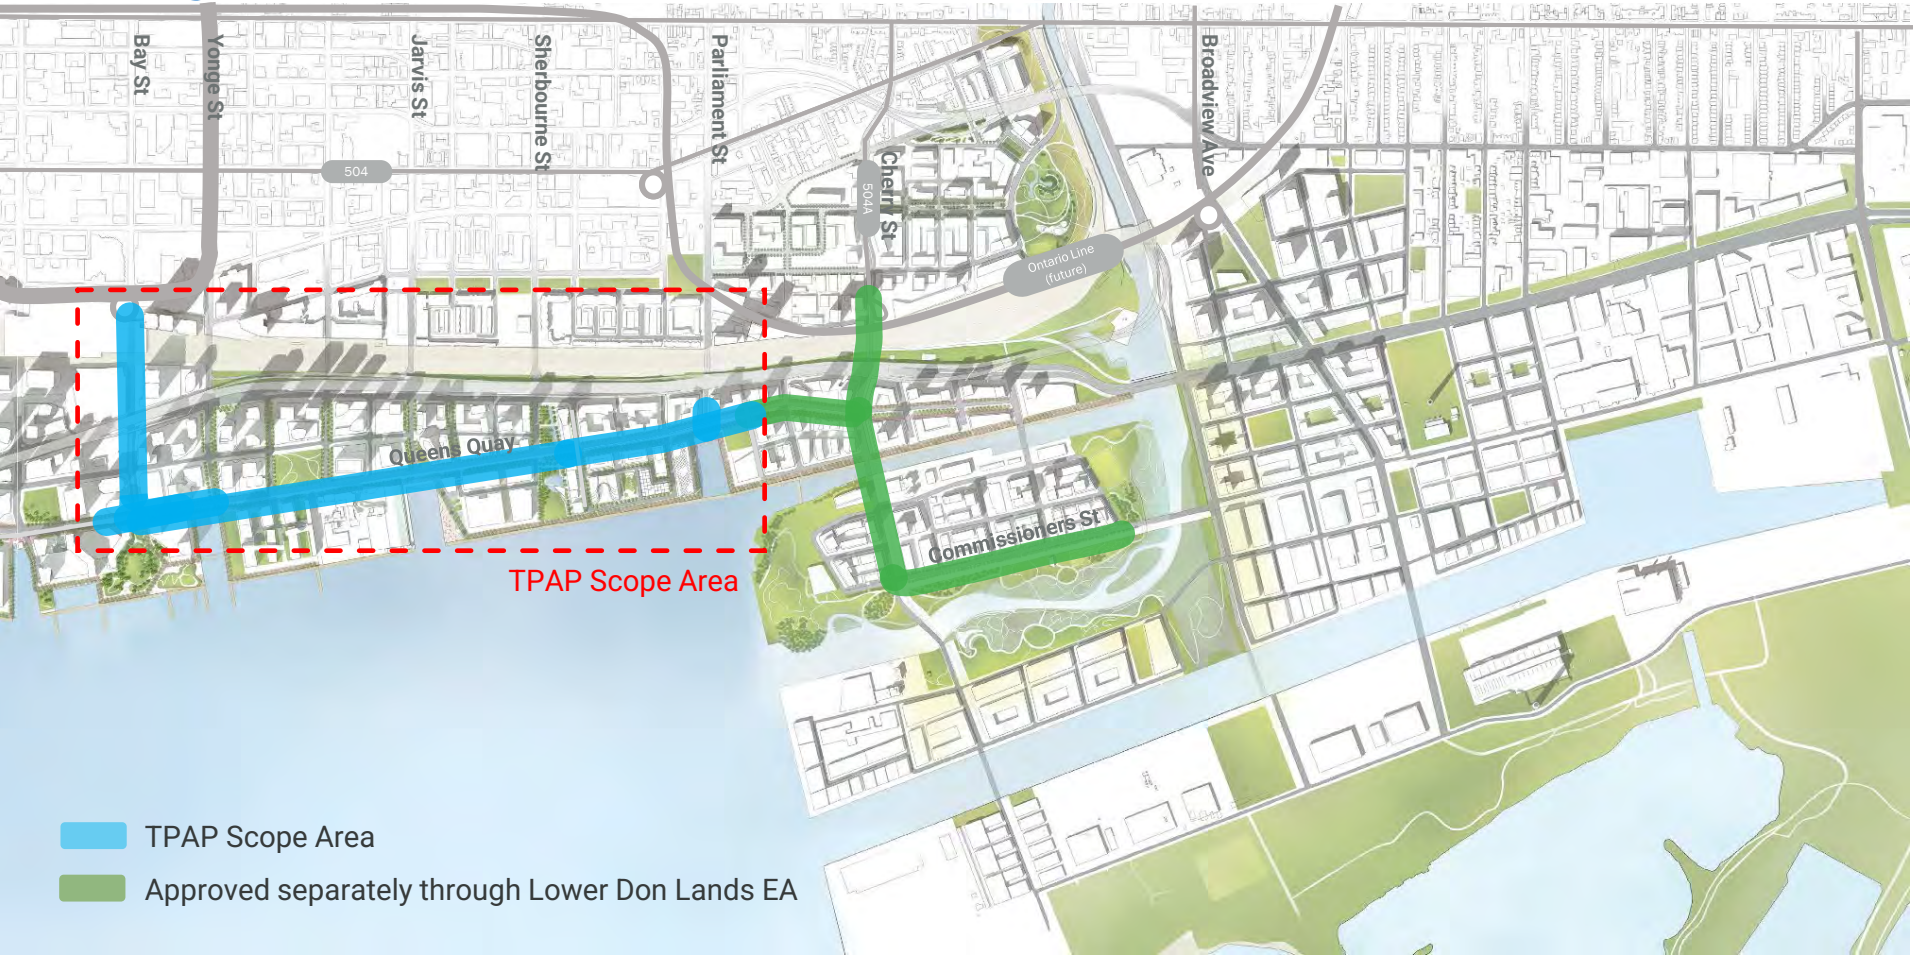 Bay St
Yonge St
Jarvis St
Sherbourne St
Parliament St
Cherry St
Broadview Ave
504
504A
Ontario Line
(future)
Queens Quay
Commissioners St
TPAP Scope Area
TPAP Scope Area
Approved separately through Lower Don Lands EA